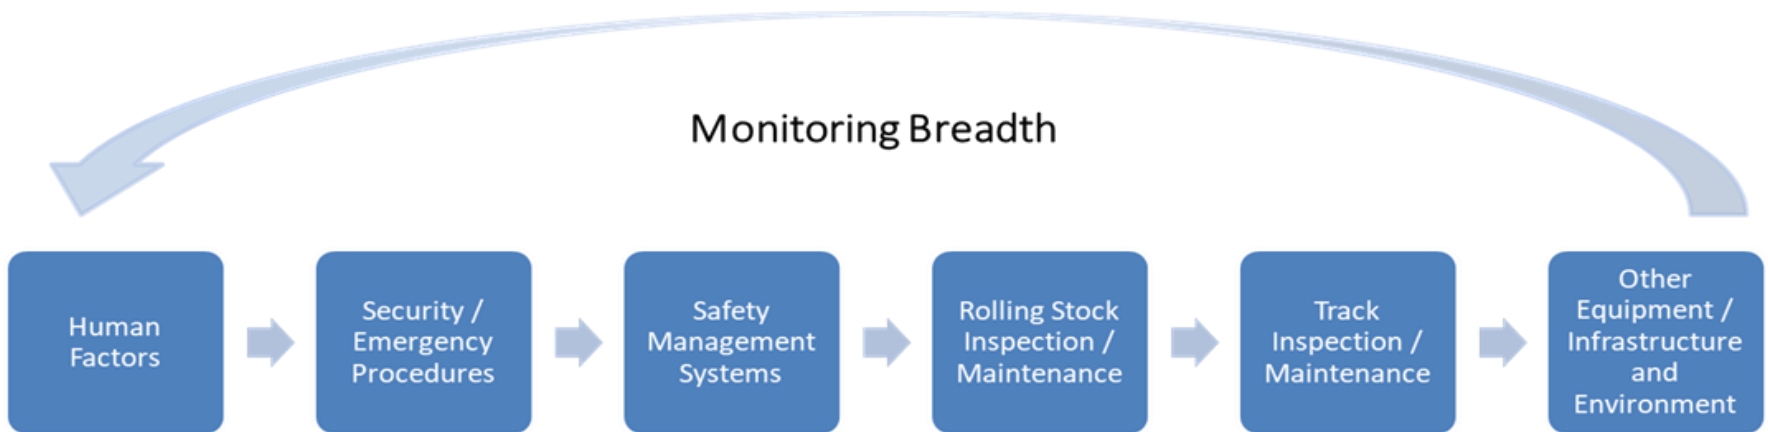 Monitoring Breadth
Human
Factors
Security /
Emergency
Procedures
Safety
Management
Systems
Rolling Stock
Inspection /
Maintenance
Track
Inspection /
Maintenance
Other
Equipment /
Infrastructure
and
Environment